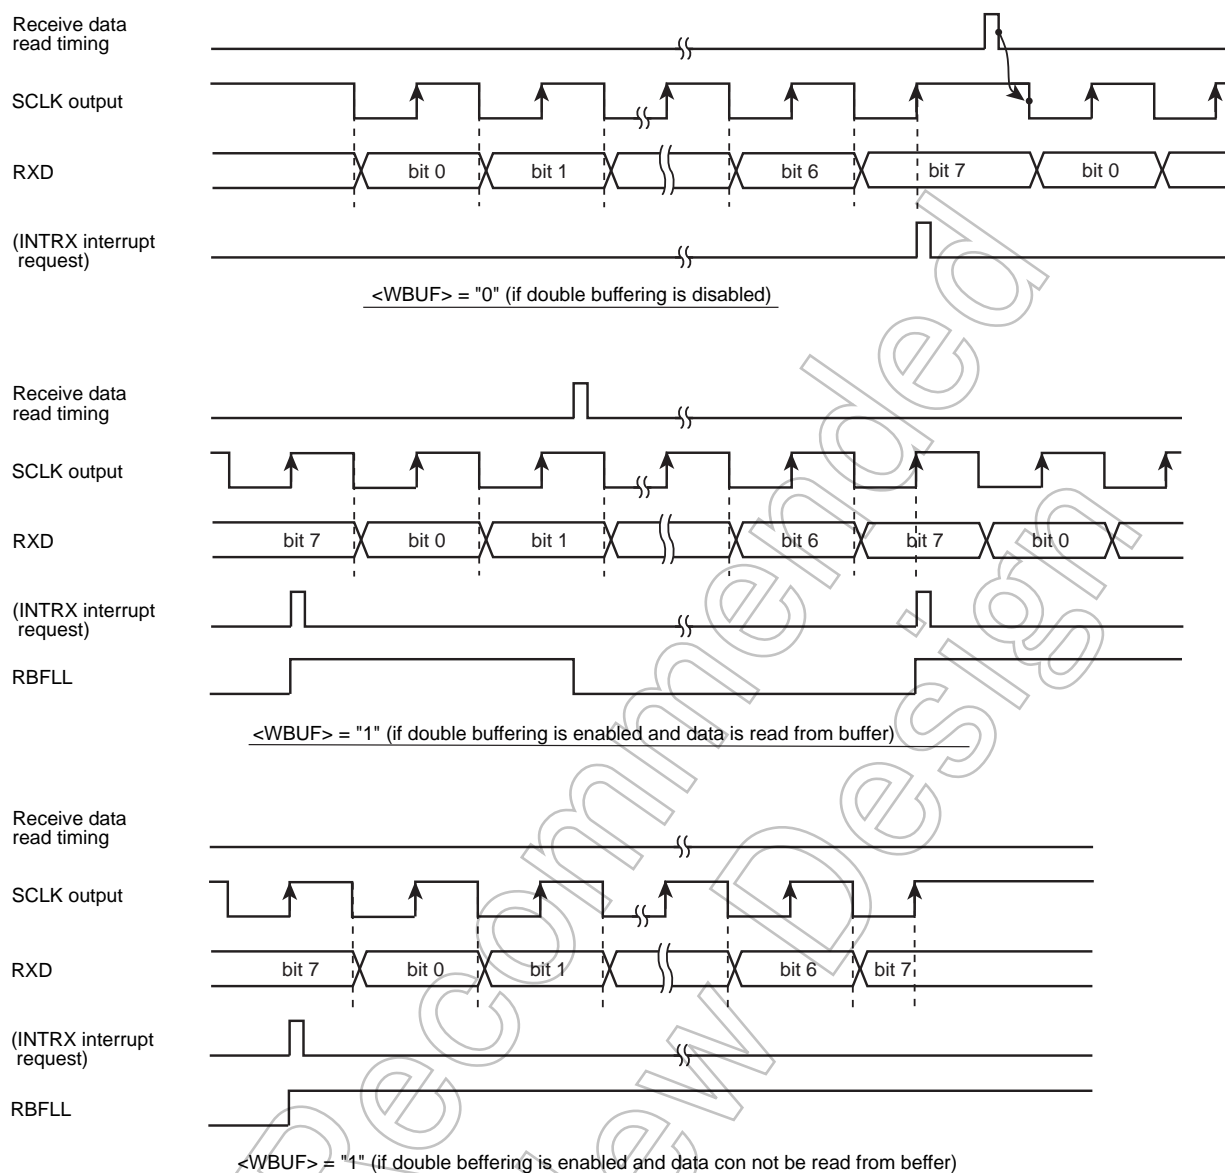 Receive data
read timing
SCLK output
RXD
bit 0
bit 1
bit 6
bit 7
bit 0
(INTRX interrupt
request)
<WBUF> = "0" (if double buffering is disabled)
Receive data
read timing
SCLK output
RXD
bit 7
bit 0
bit 1
bit 6
bit 7
bit 0
(INTRX interrupt
request)
RBFLL
<WBUF> = "1" (if double buffering is enabled and data is read from buffer)
Receive data
read timing
SCLK output
RXD
bit 7
bit 0
bit 1
bit 6
bit 7
(INTRX interrupt
request)
RBFLL
<WBUF> = "1" (if double beffering is enabled and data con not be read from beffer)
Recommended
ew Design